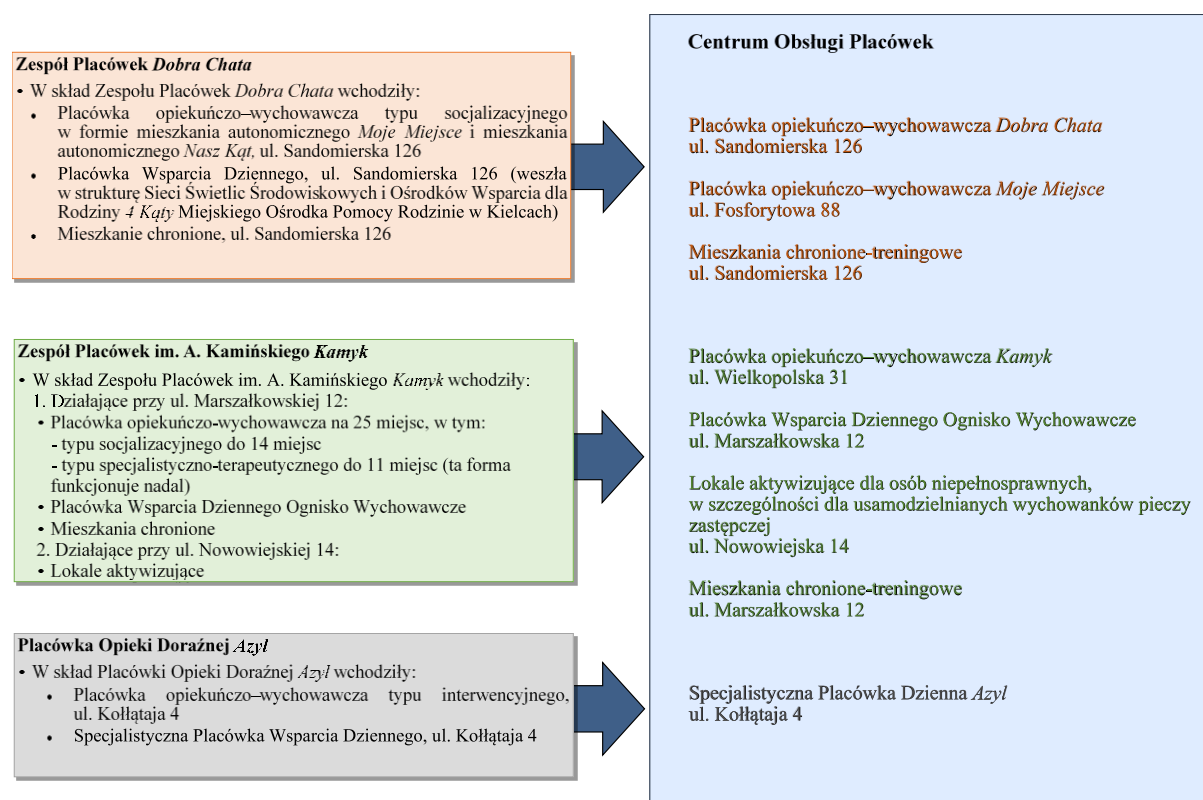 Zespół Placówek Dobra Chata
• W skład Zespołu Placówek Dobra Chata wchodziły:
• Placówka opiekuńczo–wychowawcza typu socjalizacyjnego
w formie mieszkania autonomicznego Moje Miejsce i mieszkania
autonomicznego Nasz Kąt, ul. Sandomierska 126
• Placówka Wsparcia Dziennego, ul. Sandomierska 126 (weszła
w strukturę Sieci Świetlic Środowiskowych i Ośrodków Wsparcia dla
Rodziny 4 Kąty Miejskiego Ośrodka Pomocy Rodzinie w Kielcach)
• Mieszkanie chronione, ul. Sandomierska 126
Zespół Placówek im. A. Kamińskiego Kamyk
• W skład Zespołu Placówek im. A. Kamińskiego Kamyk wchodziły:
1. Działające przy ul. Marszałkowskiej 12:
• Placówka opiekuńczo-wychowawcza na 25 miejsc, w tym:
- typu socjalizacyjnego do 14 miejsc
- typu specjalistyczno-terapeutycznego do 11 miejsc (ta forma
funkcjonuje nadal)
• Placówka Wsparcia Dziennego Ognisko Wychowawcze
• Mieszkania chronione
2. Działające przy ul. Nowowiejskiej 14:
• Lokale aktywizujące
Placówka Opieki Doraźnej Azyl
• W skład Placówki Opieki Doraźnej Azyl wchodziły:
• Placówka opiekuńczo–wychowawcza typu interwencyjnego,
ul. Kołłątaja 4
• Specjalistyczna Placówka Wsparcia Dziennego, ul. Kołłątaja 4
Centrum Obsługi Placówek
Placówka opiekuńczo–wychowawcza Dobra Chata
ul. Sandomierska 126
Placówka opiekuńczo–wychowawcza Moje Miejsce
ul. Fosforytowa 88
Mieszkania chronione-treningowe
ul. Sandomierska 126
Placówka opiekuńczo–wychowawcza Kamyk
ul. Wielkopolska 31
Placówka Wsparcia Dziennego Ognisko Wychowawcze
ul. Marszałkowska 12
Lokale aktywizujące dla osób niepełnosprawnych,
w szczególności dla usamodzielnianych wychowanków pieczy
zastępczej
ul. Nowowiejska 14
Mieszkania chronione-treningowe
ul. Marszałkowska 12
Specjalistyczna Placówka Dzienna Azyl
ul. Kołłątaja 4